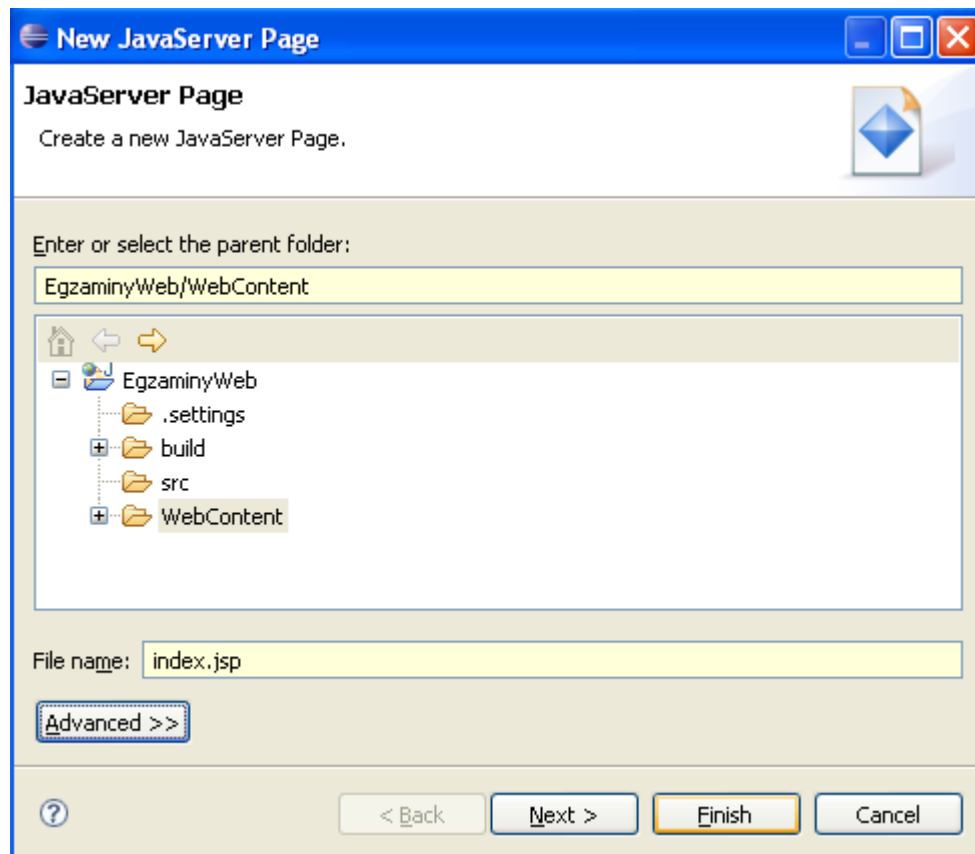 New JavaServer Page
JavaServer Page
Create a new JavaServer Page.
Enter or select the parent folder:
EgzaminyWeb/WebContent
EgzaminyWeb
.settings
build
src
WebContent
File name: index.jsp
Advanced >>
? < Back Next > Finish Cancel